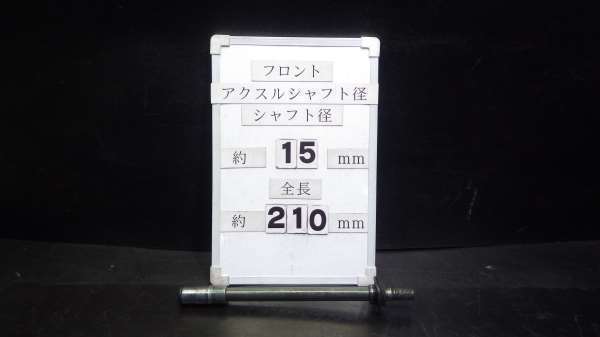 フロント
アクスルシャフト径
シャフト径
約 15 mm
全長
約 210 mm